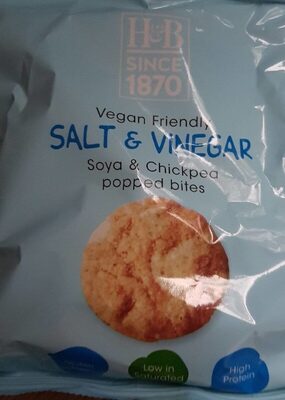 H&B
SINCE
1870
Vegan Friendly
SALT & ViNEGAR
Soya & Chickpea
popped bites
Low in
Saturated
High
Protein